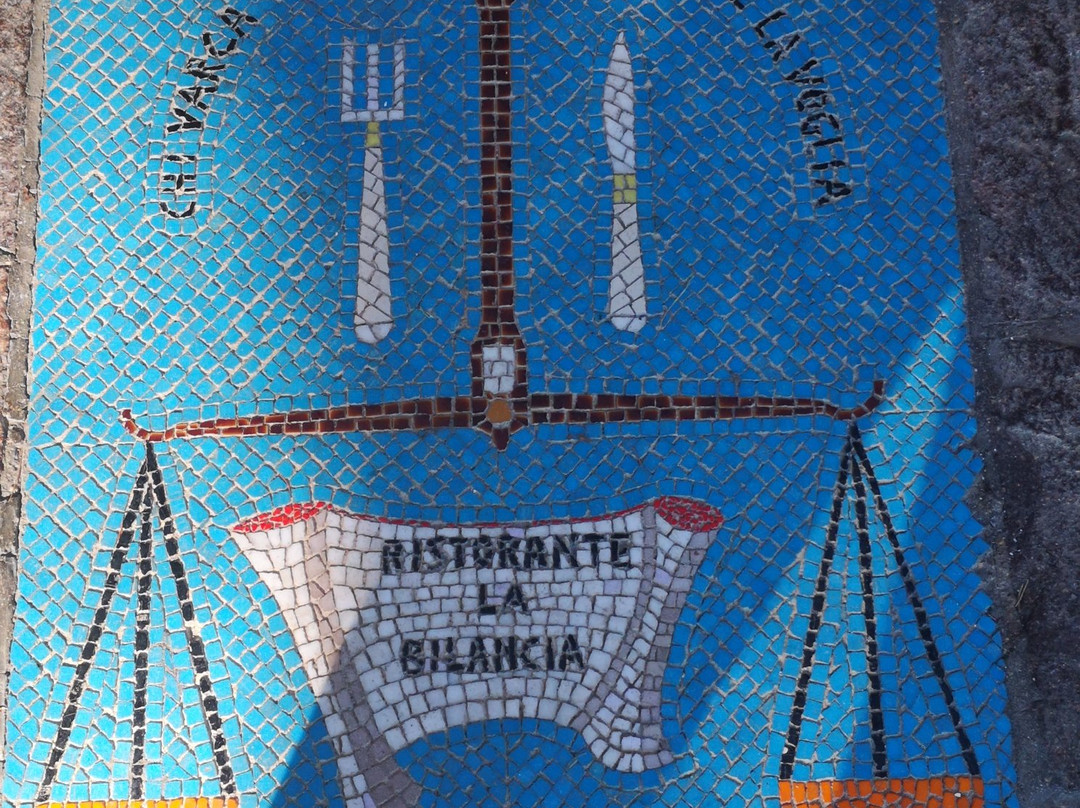 CHI VARCA
LA VOGLIA
RISTORANTE
LA
BILANCIA